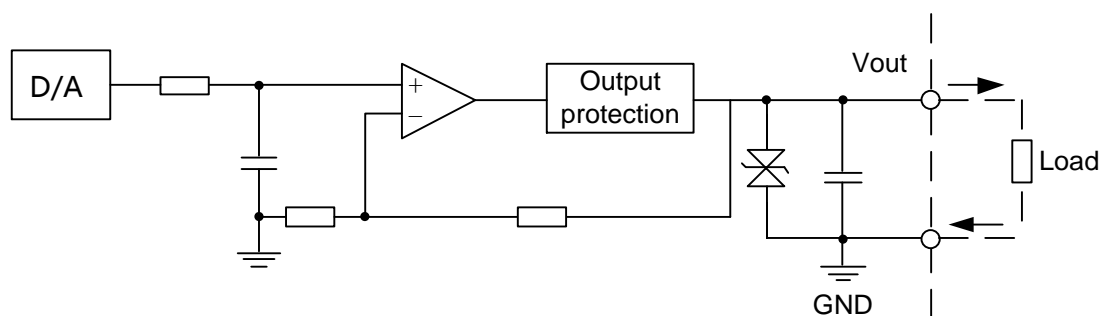 D/A
+
−
Output
protection
Vout
Load
GND